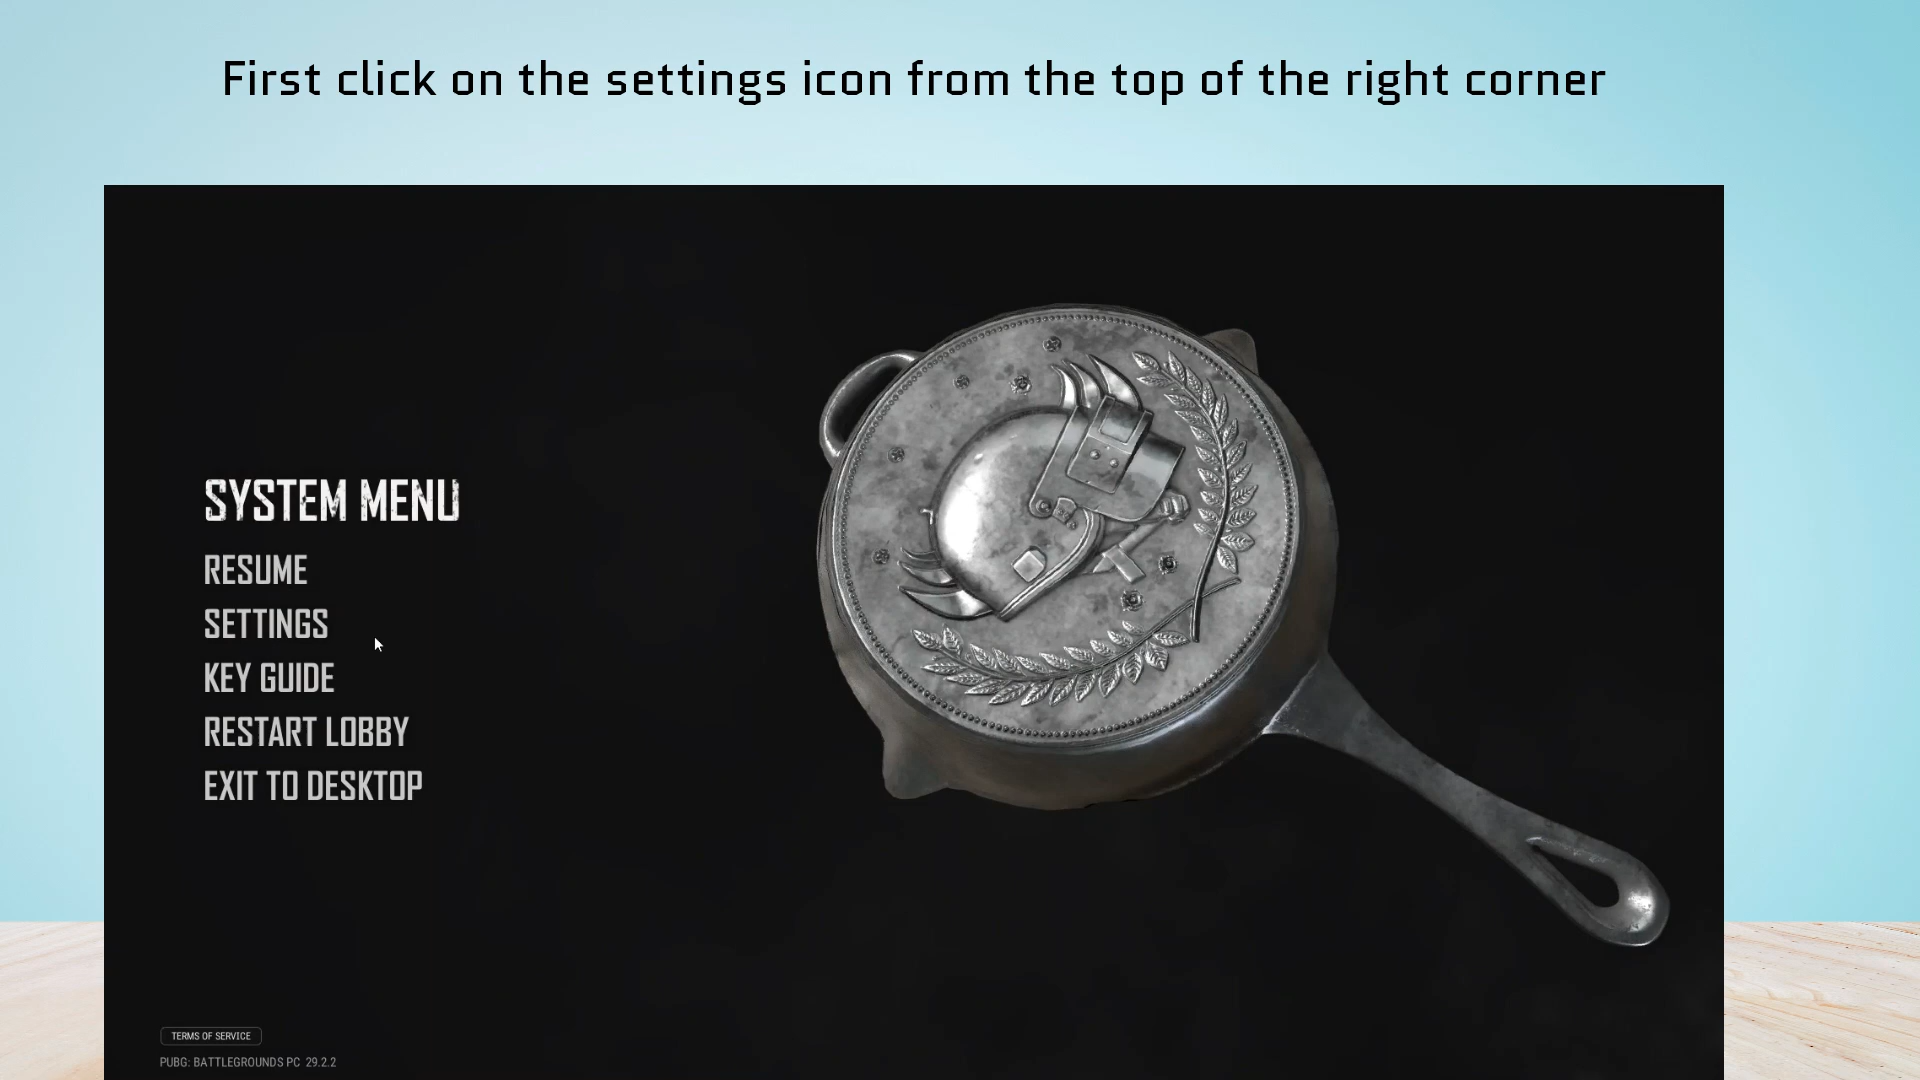 First click on the settings icon from the top of the right corner
SYSTEM MENU
RESUME
SETTINGS
KEY GUIDE
RESTART LOBBY
EXIT TO DESKTOP
TERMS OF SERVICE
PUBG: BATTLEGROUNDS PC 29.2.2